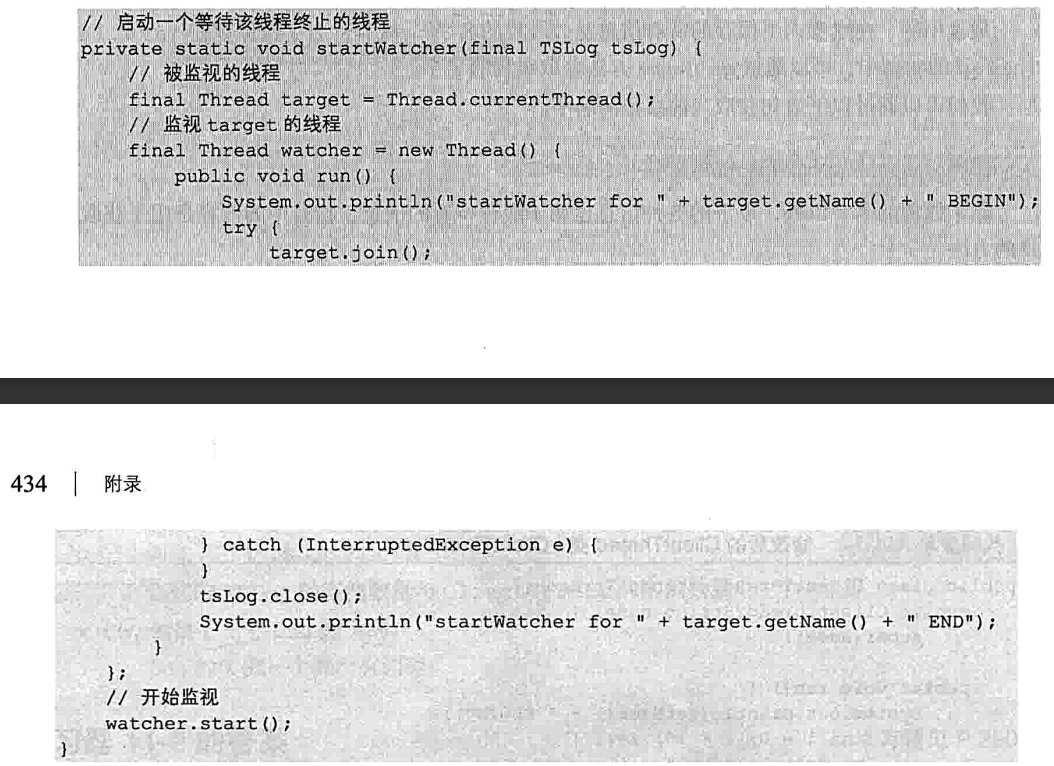 // 启动一个等待该线程终止的线程
private static void startWatcher(final TSLog tsLog) {
    // 被监视的线程
    final Thread target = Thread.currentThread();
    // 监视 target 的线程
    final Thread watcher = new Thread() {
        public void run() {
            System.out.println("startWatcher for " + target.getName() + " BEGIN");
            try {
                target.join();
434 | 附录
            } catch (InterruptedException e) {
            }
            tsLog.close();
            System.out.println("startWatcher for " + target.getName() + " END");
        }
    };
    // 开始监视
    watcher.start();
}